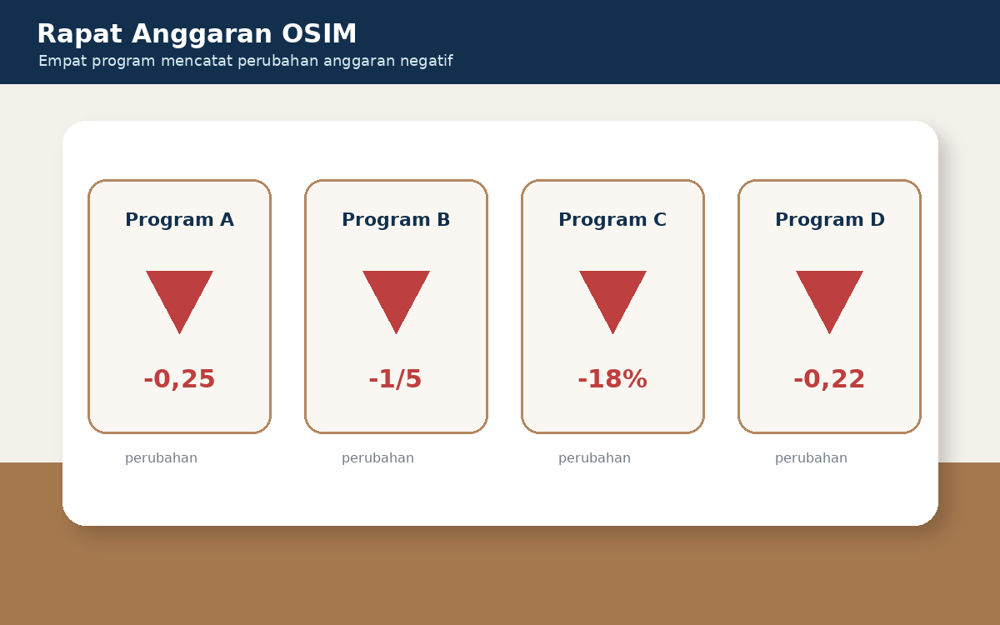 Rapat Anggaran OSIM
Empat program mencatat perubahan anggaran negatif
Program A
-0,25
perubahan
Program B
-1/5
perubahan
Program C
-18%
perubahan
Program D
-0,22
perubahan